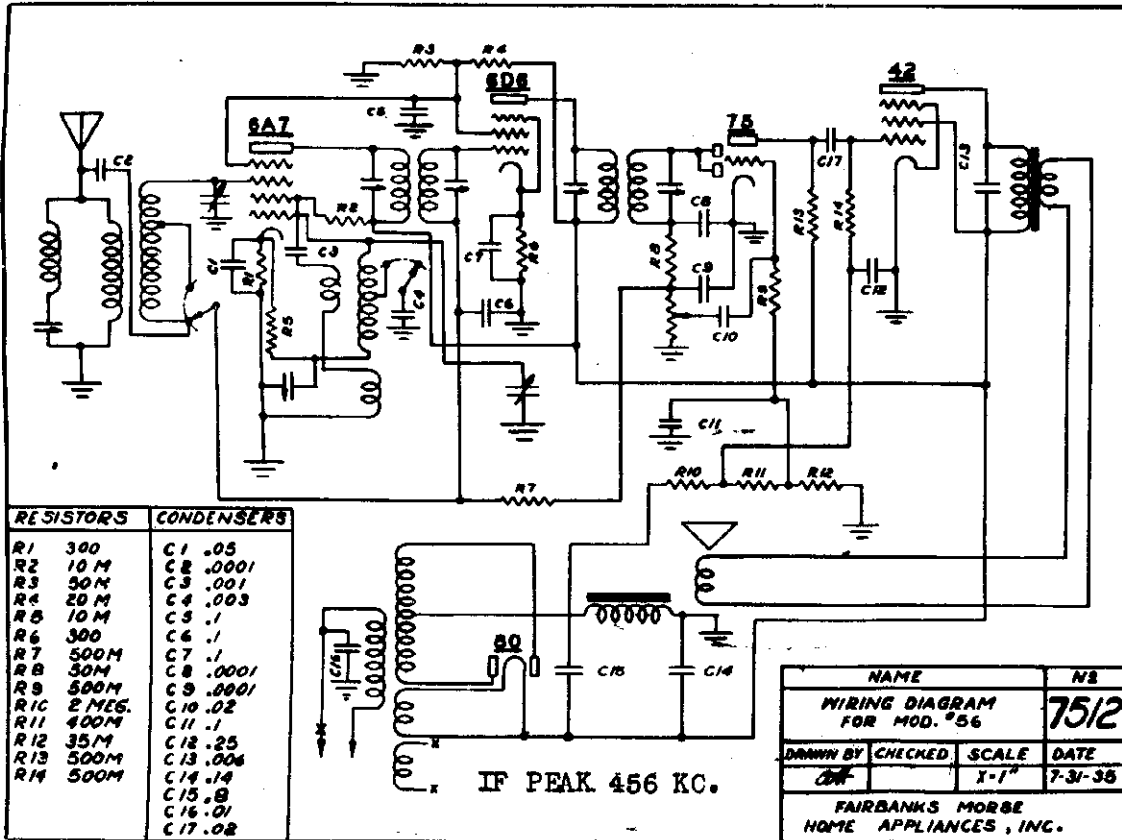 R3
R4
6D6
42
C5
6A7
75
C2
C17
C13
R2
R13
R14
C8
C1
R1
C3
C7
R6
R8
C9
C12
R5
C4
C6
R9
C10
C11
R10
R11
R12
R7
RESISTORS CONDENSERS
R1 300 C1 .05
R2 10M C2 .0001
R3 50M C3 .001
R4 20M C4 .003
R5 10M C5 .1
R6 300 C6 .1
R7 500M C7 .1
R8 50M C8 .0001
R9 500M C9 .0001
R10 2 MEG. C10 .02
R11 400M C11 .1
R12 35M C12 .25
R13 500M C13 .006
R14 500M C14 .14
C15 .8
C16 .01
C17 .02
C16
80
C15
C14
X
X
X
IF PEAK 456 KC.
NAME Nº
WIRING DIAGRAM
FOR MOD. #56
7512
DRAWN BY CHECKED SCALE DATE
X-1" 7-31-35
FAIRBANKS MORSE
HOME APPLIANCES, INC.